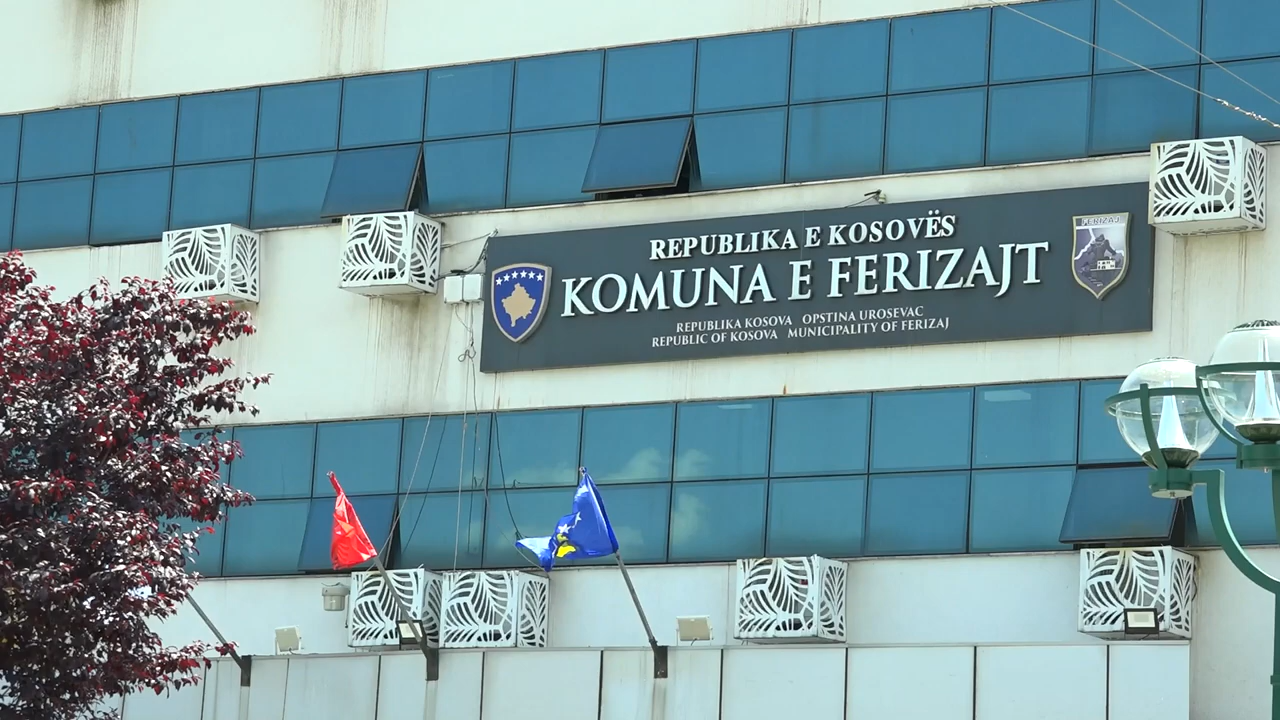 REPUBLIKA E KOSOVËS
KOMUNA E FERIZAJT
REPUBLIKA KOSOVA OPSTINA UROSEVAC
REPUBLIC OF KOSOVA MUNICIPALITY OF FERIZAJ
FERIZAJ